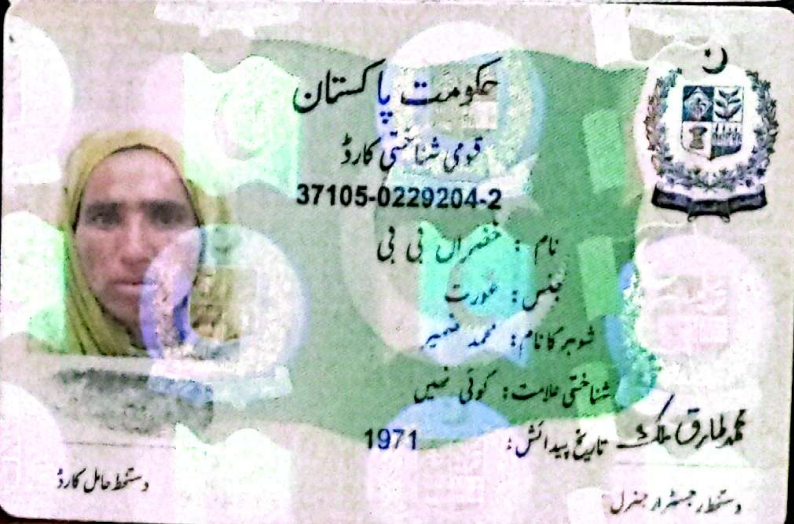 حکومت پاکستان
قومی شناختی کارڈ
37105-0229204-2
نام: خضران بی بی
جنس: عورت
شوہر کا نام: محمد ضمیر
شناختی علامت: کوئی نہیں
تاریخ پیدائش: 1971
محمد طارق ملک
دستخط حامل کارڈ
دستخط رجسٹرار جنرل